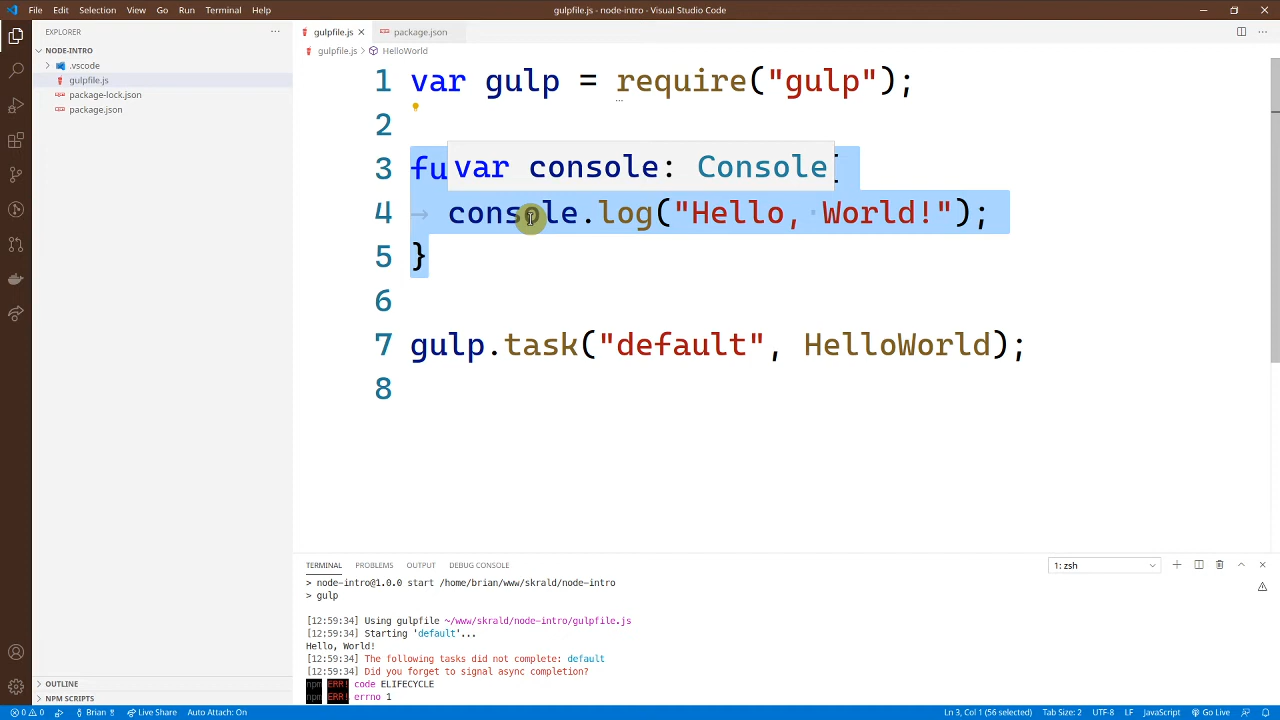 File Edit Selection View Go Run Terminal Help
gulpfile.js - node-intro - Visual Studio Code
EXPLORER
NODE-INTRO
.vscode
gulpfile.js
package-lock.json
package.json
OUTLINE
NPM SCRIPTS
gulpfile.js
package.json
gulpfile.js > HelloWorld
1 var gulp = require("gulp");
2
3 fu
var console: Console
4 console.log("Hello, World!");
5 }
6
7 gulp.task("default", HelloWorld);
8
TERMINAL PROBLEMS OUTPUT DEBUG CONSOLE
1: zsh
> node-intro@1.0.0 start /home/brian/www/skrald/node-intro
> gulp
[12:59:34] Using gulpfile ~/www/skrald/node-intro/gulpfile.js
[12:59:34] Starting 'default'...
Hello, World!
[12:59:34] The following tasks did not complete: default
[12:59:34] Did you forget to signal async completion?
npm ERR! code ELIFECYCLE
npm ERR! errno 1
0 0 Brian Live Share Auto Attach: On
Ln 3, Col 1 (56 selected) Tab Size: 2 UTF-8 LF JavaScript Go Live